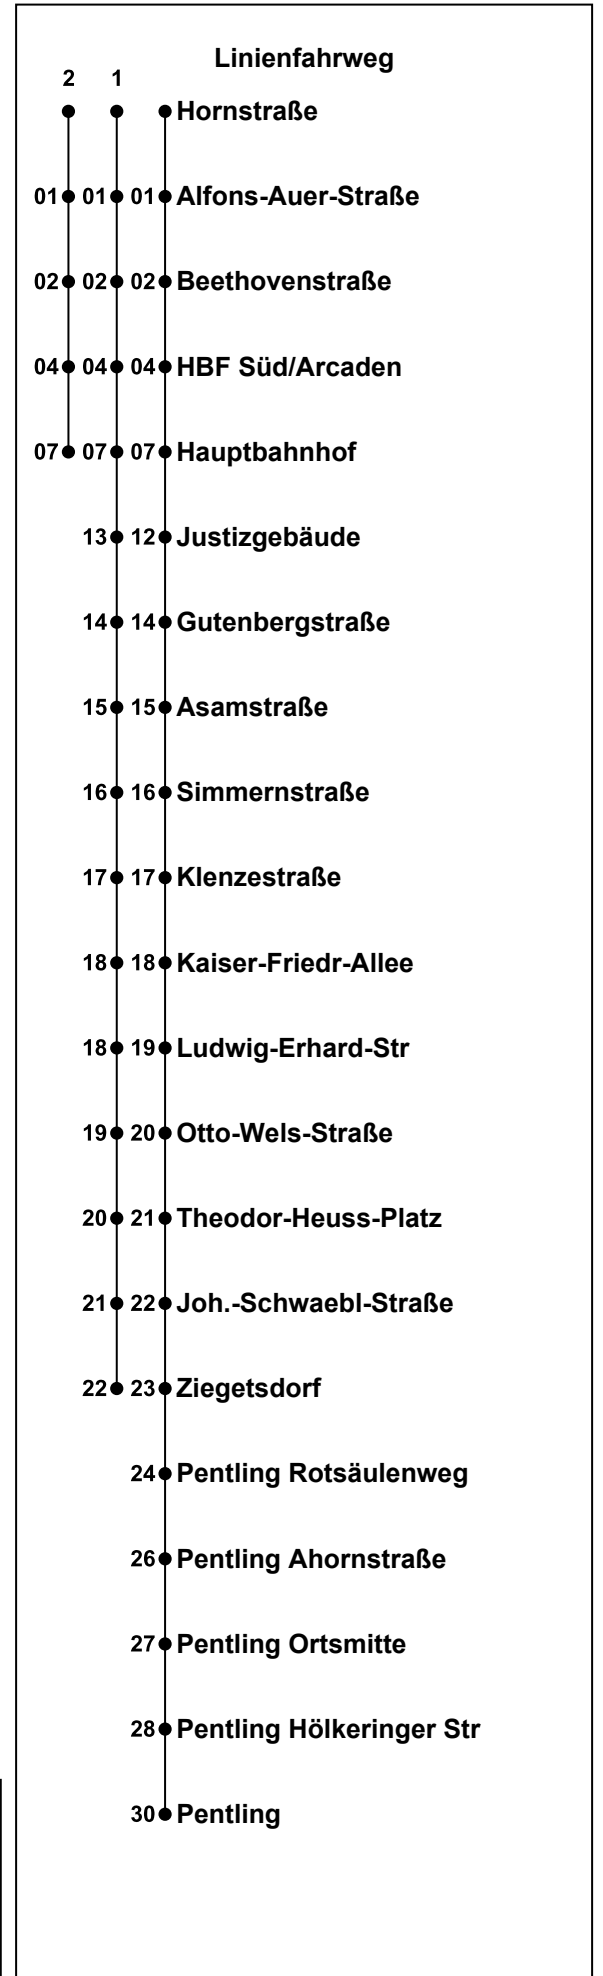 Linienfahrweg
2 1
Hornstraße
01 01 01 Alfons-Auer-Straße
02 02 02 Beethovenstraße
04 04 04 HBF Süd/Arcaden
07 07 07 Hauptbahnhof
13 12 Justizgebäude
14 14 Gutenbergstraße
15 15 Asamstraße
16 16 Simmernstraße
17 17 Klenzestraße
18 18 Kaiser-Friedr-Allee
18 19 Ludwig-Erhard-Str
19 20 Otto-Wels-Straße
20 21 Theodor-Heuss-Platz
21 22 Joh.-Schwaebl-Straße
22 23 Ziegetsdorf
24 Pentling Rotsäulenweg
26 Pentling Ahornstraße
27 Pentling Ortsmitte
28 Pentling Hölkeringer Str
30 Pentling